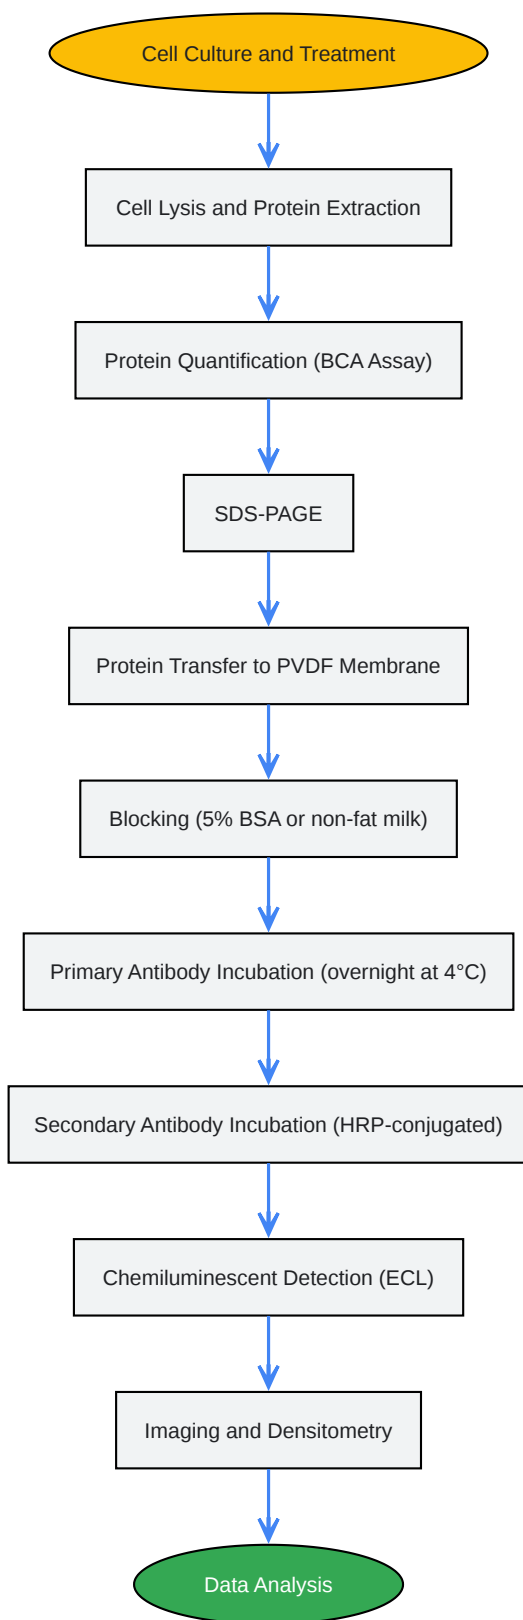 Cell Culture and Treatment
Cell Lysis and Protein Extraction
Protein Quantification (BCA Assay)
SDS-PAGE
Protein Transfer to PVDF Membrane
Blocking (5% BSA or non-fat milk)
Primary Antibody Incubation (overnight at 4°C)
Secondary Antibody Incubation (HRP-conjugated)
Chemiluminescent Detection (ECL)
Imaging and Densitometry
Data Analysis